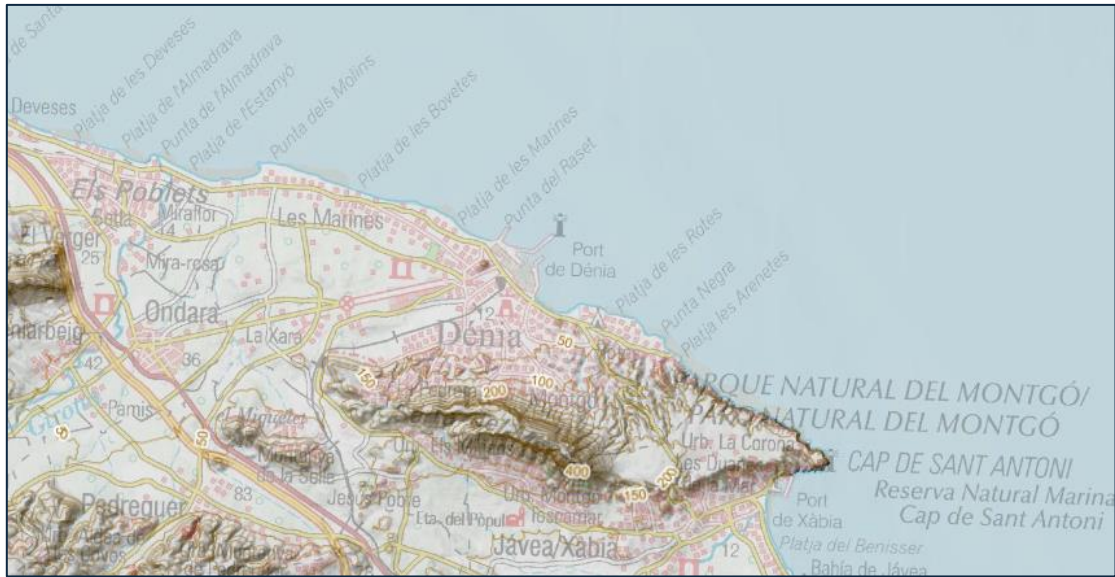 Deveses
Platja de les Deveses
Platja de l'Almadrava
Punta de l'Almadrava
Platja de l'Estanyó
Punta dels Molins
Platja de les Bovetes
Platja de les Marines
Punta del Raset
Els Poblets
Setla
Miraflor
14
Les Marines
El Verger
25
Mira-rosa
Port
de Dénia
Platja de les Rotes
Punta Negra
Platja les Arenetes
Ondara
La Xara
12
Dénia
50
36
42
150
200
100
Montgó
PARQUE NATURAL DEL MONTGÓ/
PARC NATURAL DEL MONTGÓ
Pamis
50
50
Urb. La Corona
CAP DE SANT ANTONI
Reserva Natural Marina
Cap de Sant Antoni
400
200
150
83
Jesús Pobre
Urb. Montgó
Toscamar
Pedreguer
Port
de Xàbia
Jávea/Xàbia
12
Platja del Benisser
Bahía de Jávea